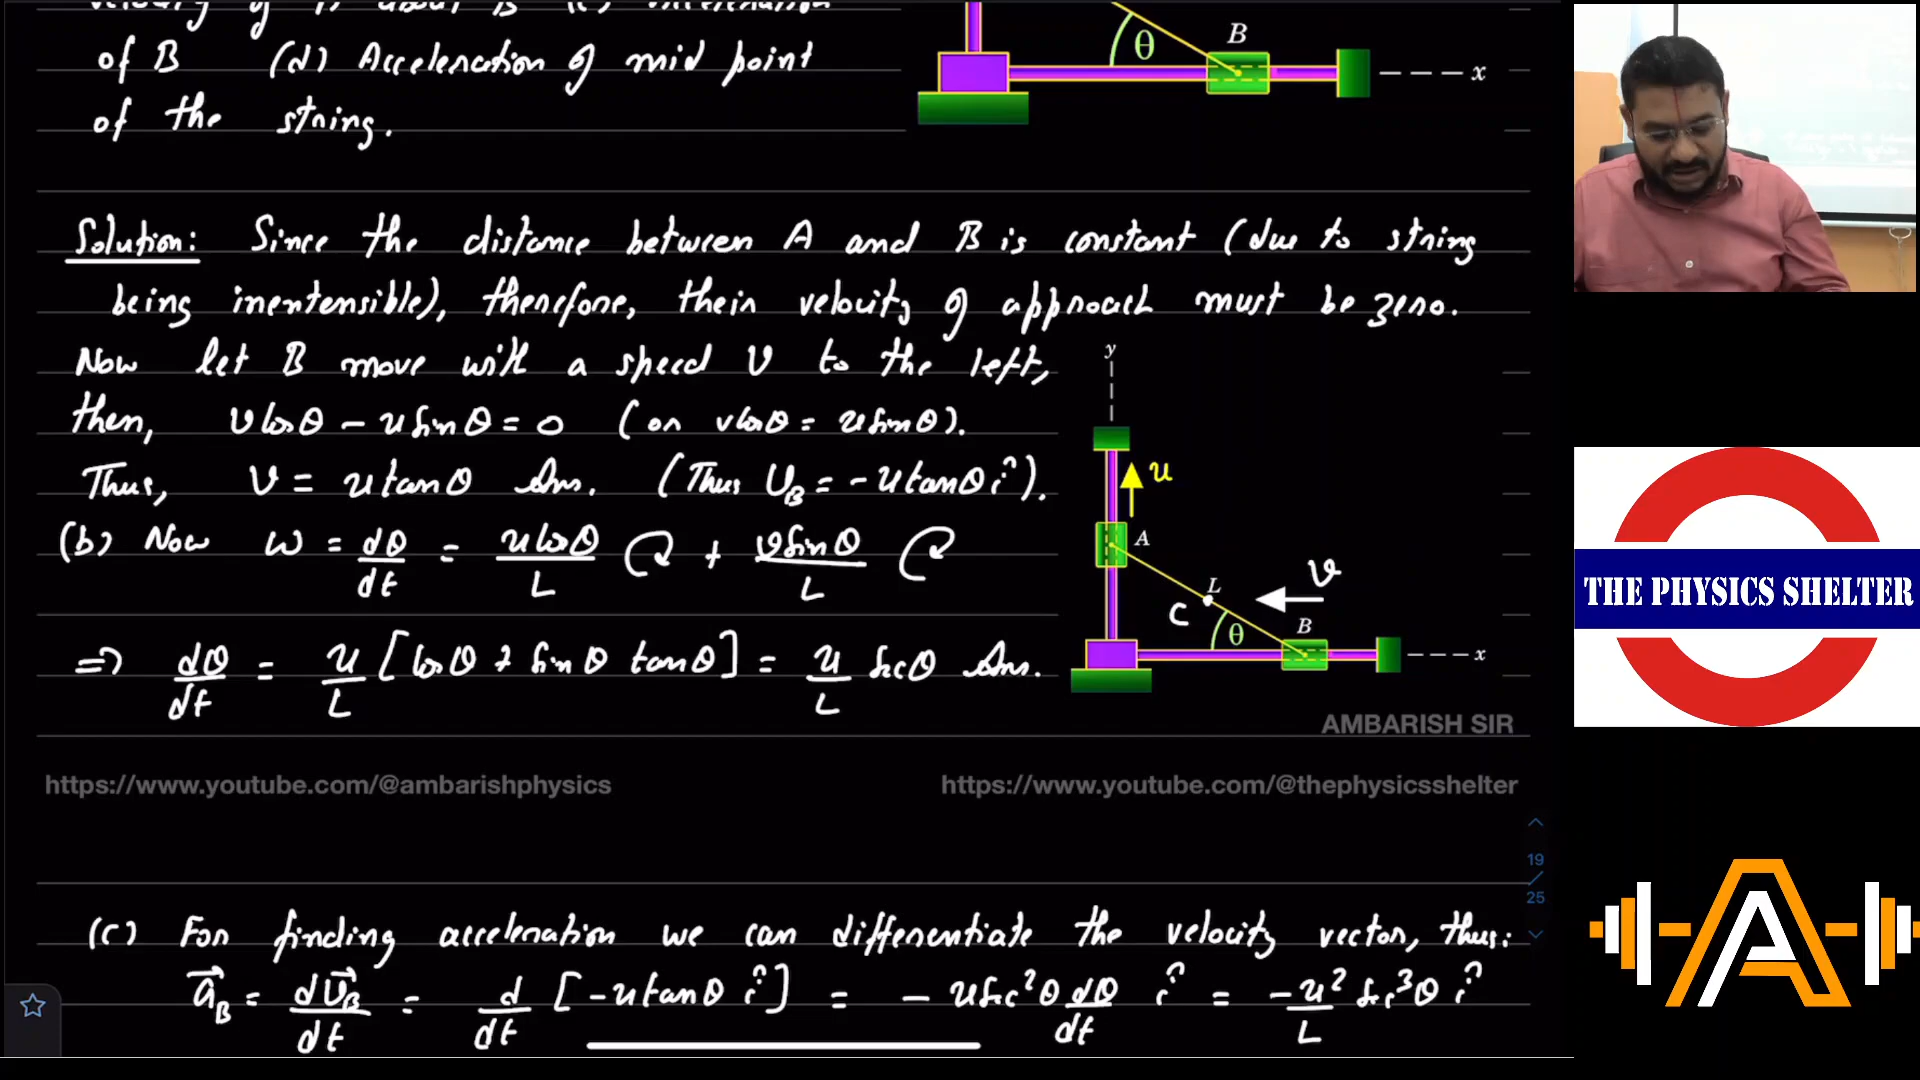 of B (d) Acceleration of mid point
of the string.
θ
B
x
Solution: Since the distance between A and B is constant (due to string
being inextensible), therefore, their velocity of approach must be zero.
Now let B move with a speed v to the left,
then, v cosθ - u sinθ = 0 (or v cosθ = u sinθ).
Thus, v = u tanθ Ans. (Thus v_B = -u tanθ î).
(b) Now ω = dθ/dt = u cosθ/L + v sinθ/L
=> dθ/dt = u/L [cosθ + sinθ tanθ] = u/L secθ Ans.
y
u
A
L
C
v
θ
B
x
AMBARISH SIR
https://www.youtube.com/@ambarishphysics
https://www.youtube.com/@thephysicsshelter
19
25
(c) For finding acceleration we can differentiate the velocity vector, thus:
a⃗_B = dv⃗_B/dt = d/dt [-u tanθ î] = -u sec²θ dθ/dt î = -u²/L sec³θ î
THE PHYSICS SHELTER